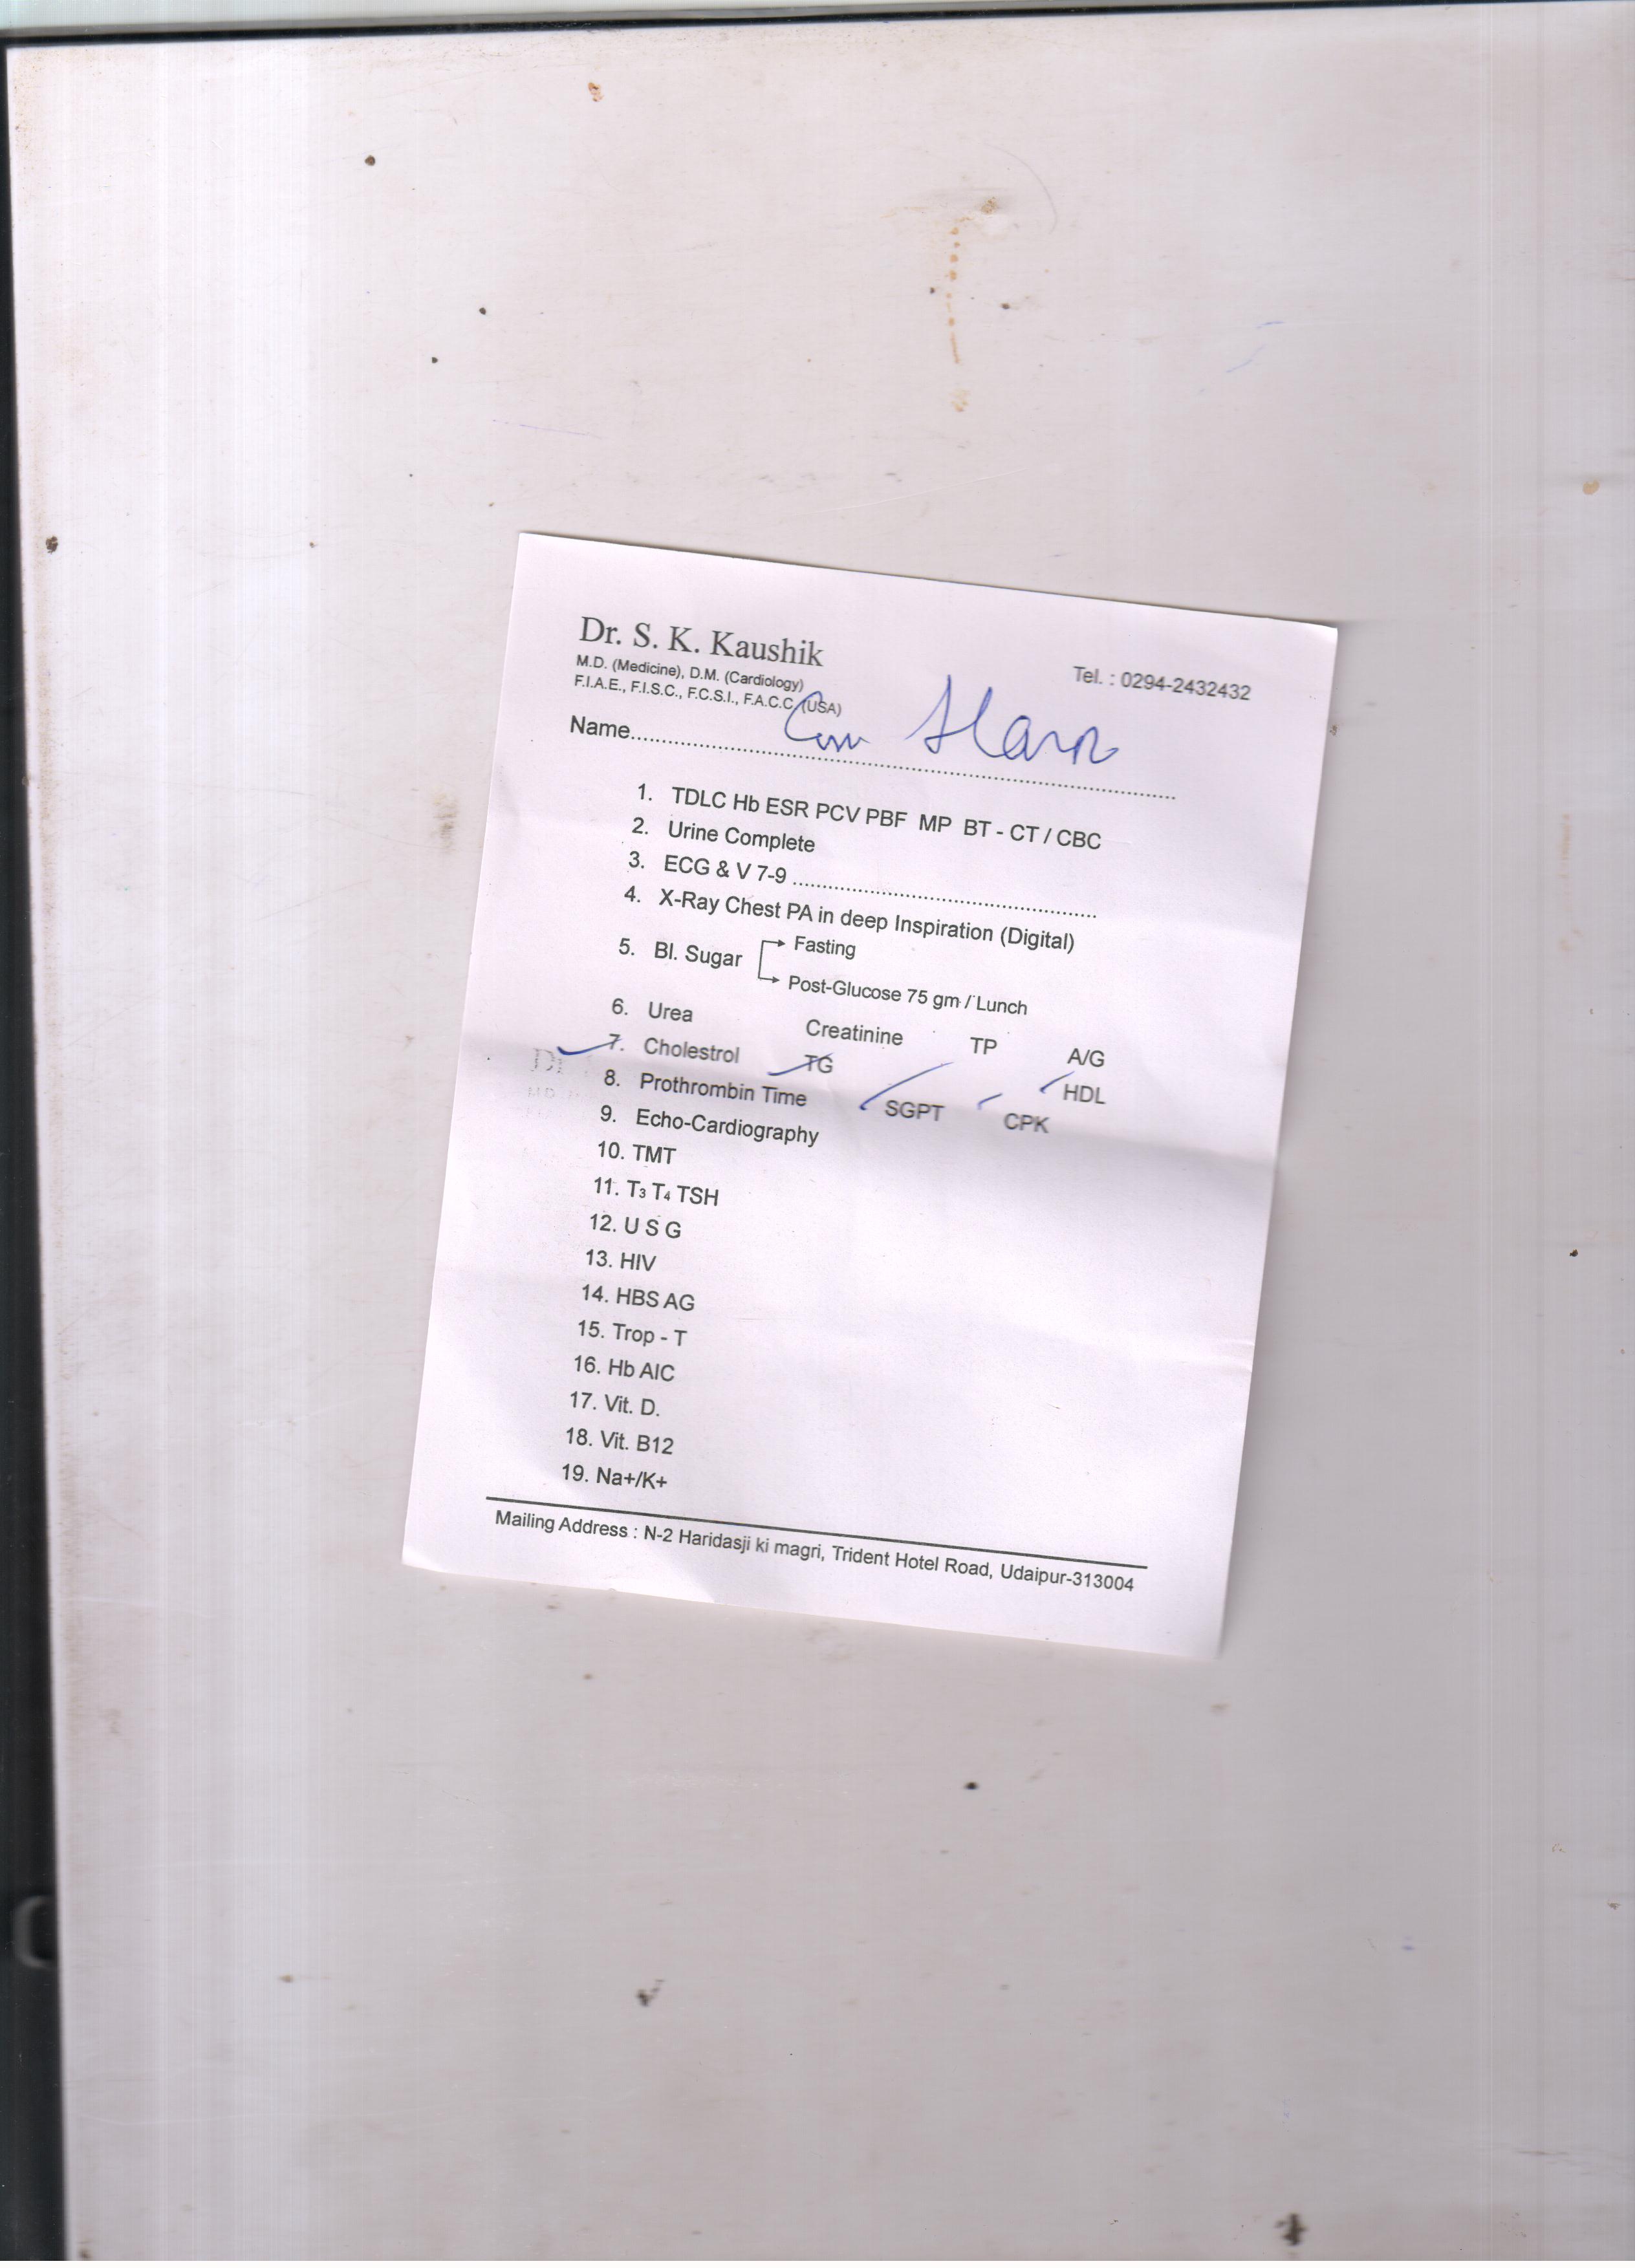 Dr. S. K. Kaushik
M.D. (Medicine), D.M. (Cardiology)
F.I.A.E., F.I.S.C., F.C.S.I., F.A.C.C. (USA)
Tel. : 0294-2432432
Name
1. TDLC Hb ESR PCV PBF MP BT - CT / CBC
2. Urine Complete
3. ECG & V 7-9
4. X-Ray Chest PA in deep Inspiration (Digital)
5. Bl. Sugar → Fasting
→ Post-Glucose 75 gm / Lunch
6. Urea Creatinine TP A/G
7. Cholestrol TG SGPT CPK HDL
8. Prothrombin Time
9. Echo-Cardiography
10. TMT
11. T3 T4 TSH
12. U S G
13. HIV
14. HBS AG
15. Trop - T
16. Hb AIC
17. Vit. D.
18. Vit. B12
19. Na+/K+
Mailing Address : N-2 Haridasji ki magri, Trident Hotel Road, Udaipur-313004